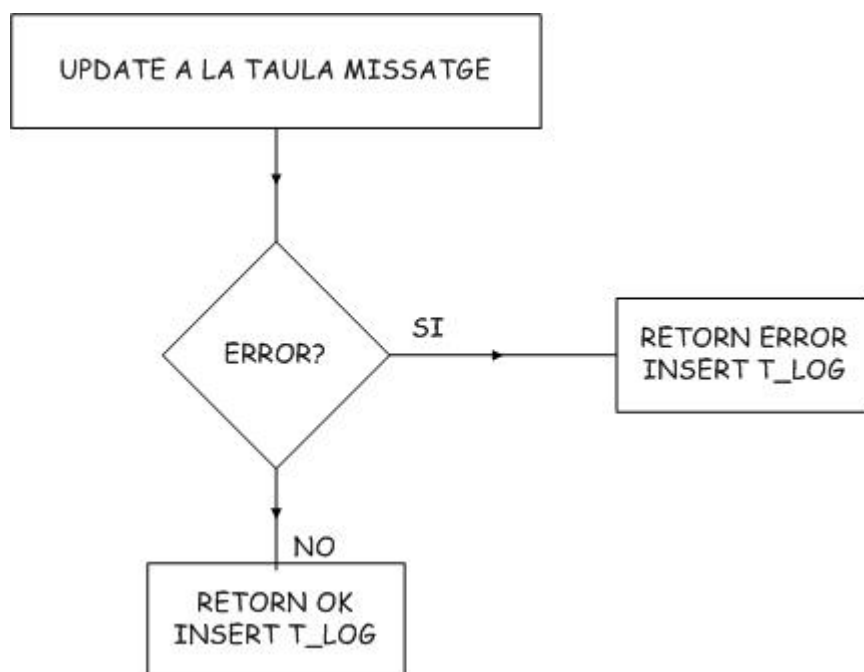 UPDATE A LA TAULA MISSATGE
ERROR?
SI
RETORN ERROR
INSERT T_LOG
NO
RETORN OK
INSERT T_LOG